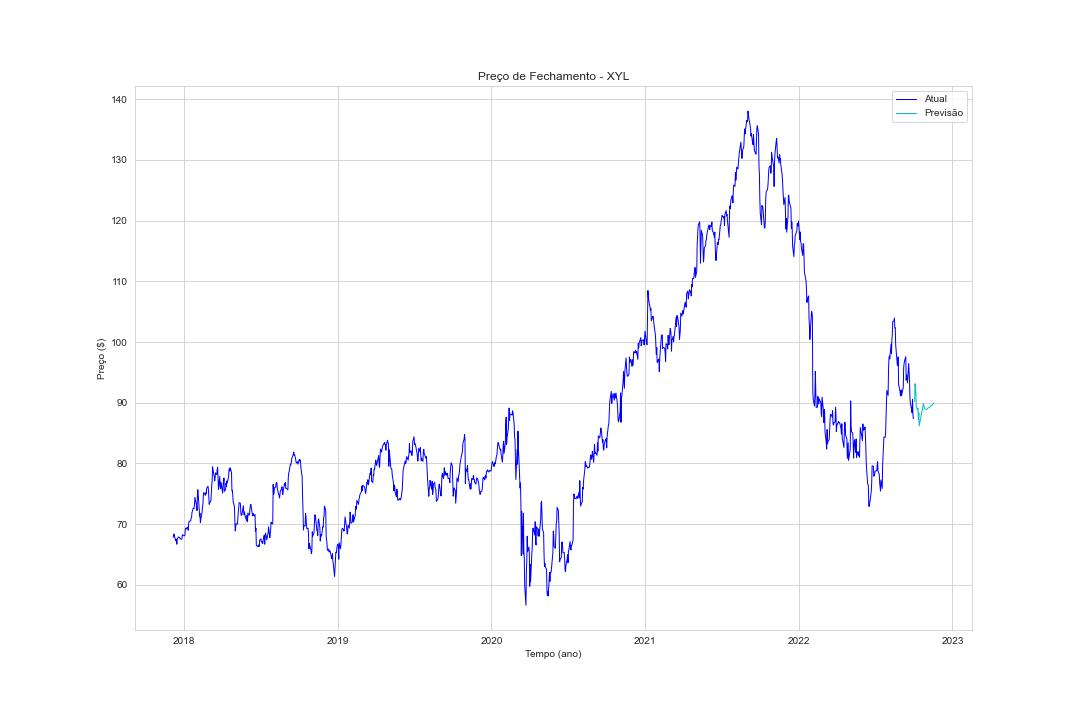 Preço de Fechamento - XYL
Atual
Previsão
140
130
120
110
100
90
80
70
60
Preço ($)
2018 2019 2020 2021 2022 2023
Tempo (ano)